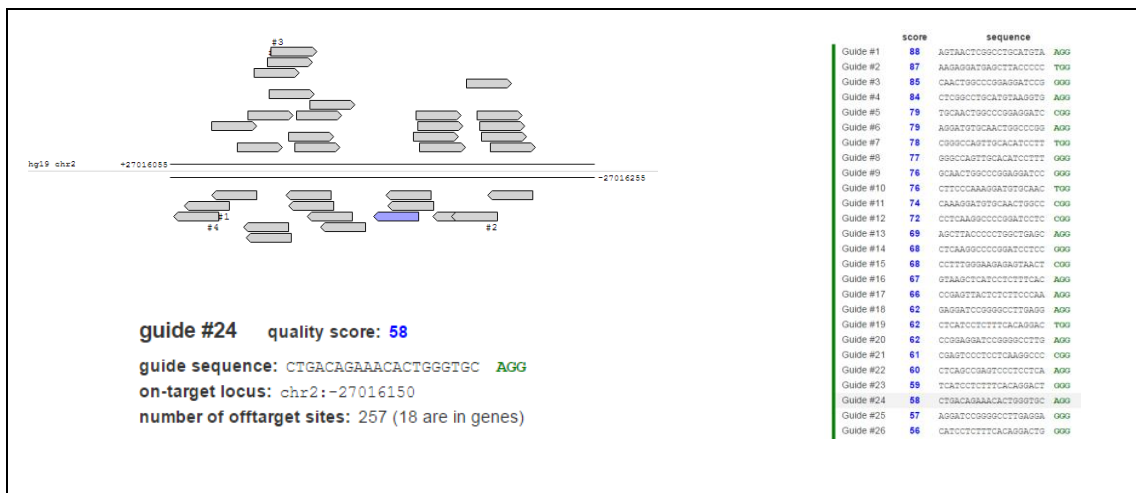 #3
hg19 chr2 +27016055
-27016255
#1
#4
#2
guide #24 quality score: 58
guide sequence: CTGACAGAAACACTGGGTGC AGG
on-target locus: chr2:-27016150
number of offtarget sites: 257 (18 are in genes)
score sequence
Guide #1 88 AGTAACTCGGCCTGCATGTA AGG
Guide #2 87 AAGAGGATGAGCTTACCCCC TGG
Guide #3 85 CAACTGGCCCGGAGGATCCG GGG
Guide #4 84 CTCGGCCTGCATGTAAGGTG AGG
Guide #5 79 TGCAACTGGCCCGGAGGATC CGG
Guide #6 79 AGGATGTGCAACTGGCCCGG AGG
Guide #7 78 CGGGCCAGTTGCACATCCTT TGG
Guide #8 77 GGGCCAGTTGCACATCCTTT GGG
Guide #9 76 GCAACTGGCCCGGAGGATCC GGG
Guide #10 76 CTTCCCAAAGGATGTGCAAC TGG
Guide #11 74 CAAAGGATGTGCAACTGGCC CGG
Guide #12 72 CCTCAAGGCCCCGGATCCTC CGG
Guide #13 69 AGCTTACCCCCTGGCTGAGC AGG
Guide #14 68 CTCAAGGCCCCGGATCCTCC GGG
Guide #15 68 CCTTTGGGAAGAGAGTAACT CGG
Guide #16 67 GTAAGCTCATCCTCTTTCAC AGG
Guide #17 66 CCGAGTTACTCTCTTCCCAA AGG
Guide #18 62 GAGGATCCGGGGCCTTGAGG AGG
Guide #19 62 CTCATCCTCTTTCACAGGAC TGG
Guide #20 62 CCGGAGGATCCGGGGCCTTG AGG
Guide #21 61 CGAGTCCCTCCTCAAGGCCC CGG
Guide #22 60 CTCAGCCGAGTCCCTCCTCA AGG
Guide #23 59 TCATCCTCTTTCACAGGACT GGG
Guide #24 58 CTGACAGAAACACTGGGTGC AGG
Guide #25 57 AGGATCCGGGGCCTTGAGGA GGG
Guide #26 56 CATCCTCTTTCACAGGACTG GGG